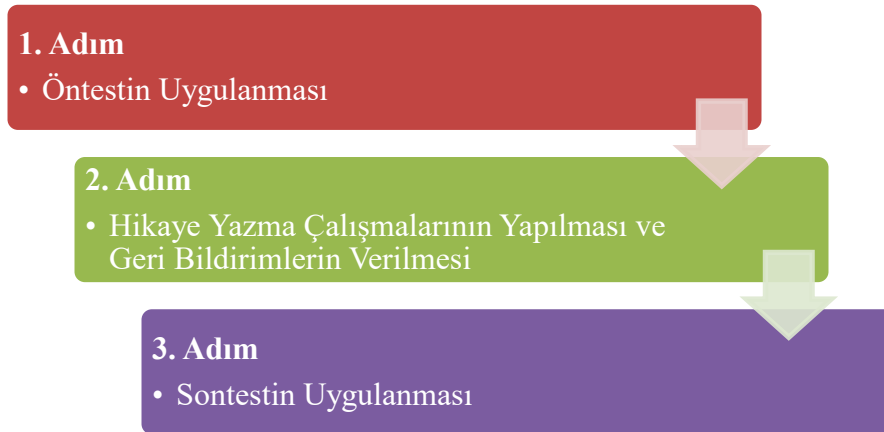 1. Adım
• Öntestin Uygulanması
2. Adım
• Hikaye Yazma Çalışmalarının Yapılması ve
Geri Bildirimlerin Verilmesi
3. Adım
• Sontestin Uygulanması